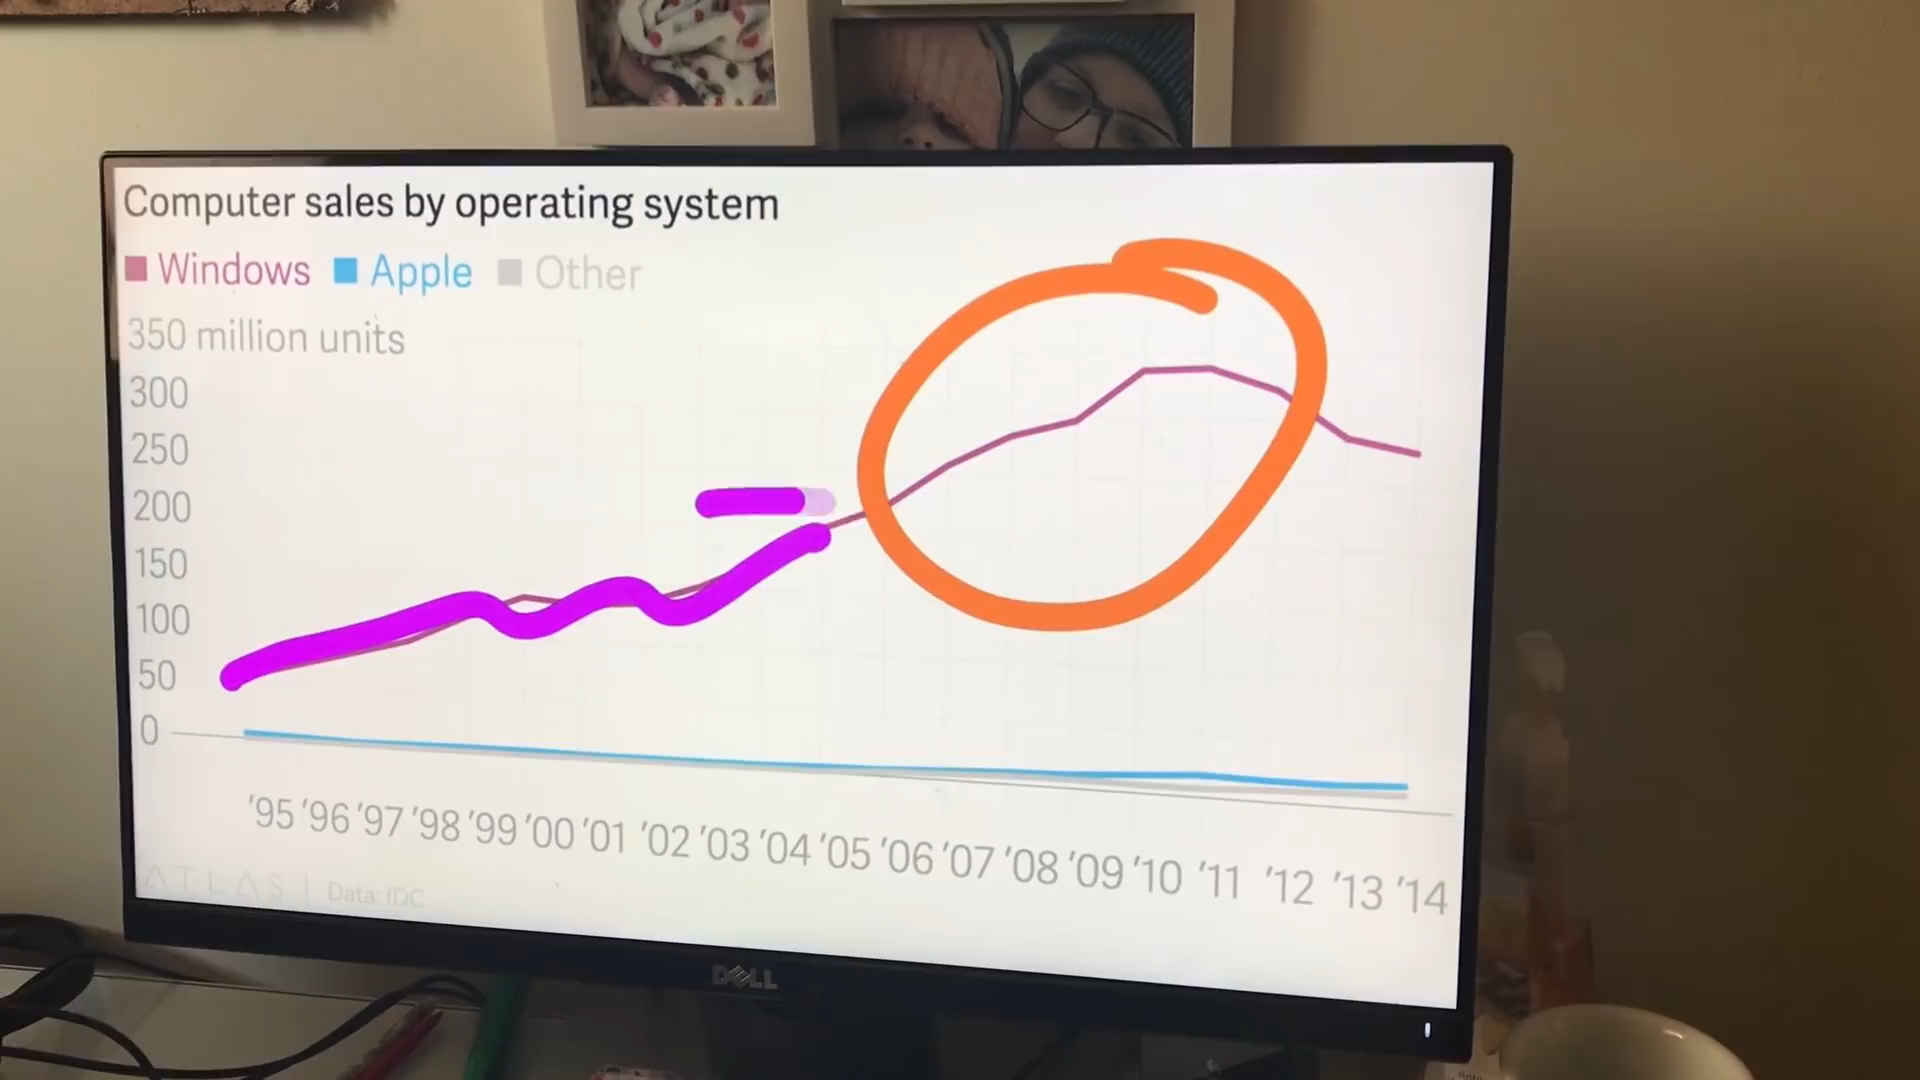 Computer sales by operating system
Windows Apple Other
350 million units
300
250
200
150
100
50
0
'95 '96 '97 '98 '99 '00 '01 '02 '03 '04 '05 '06 '07 '08 '09 '10 '11 '12 '13 '14
ATLAS | Data: IDC
DELL